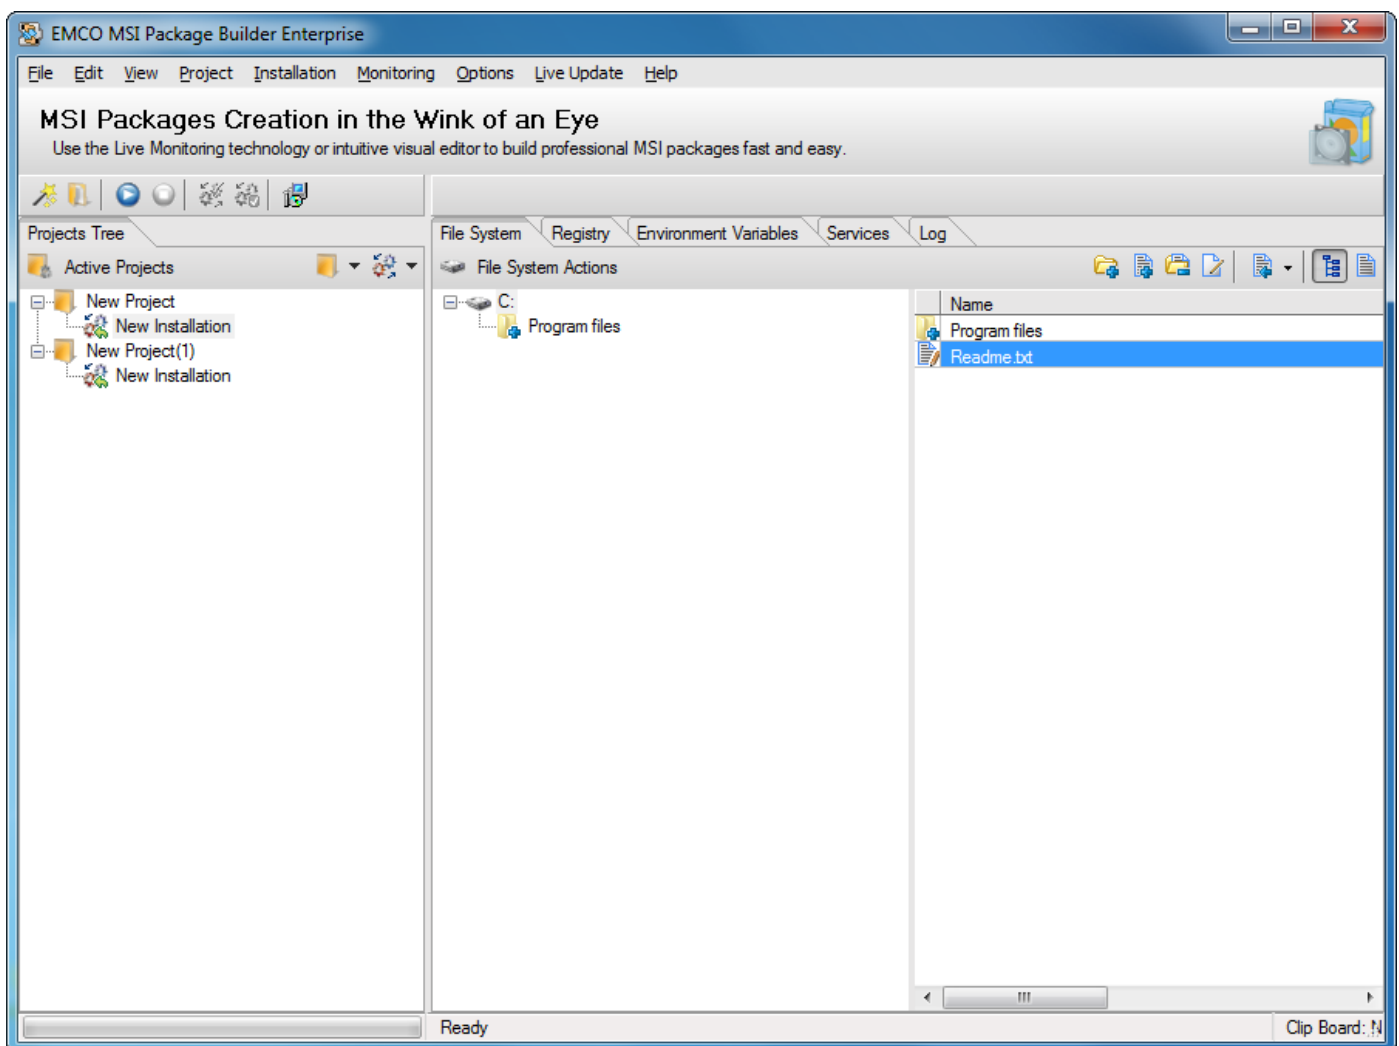 EMCO MSI Package Builder Enterprise
File Edit View Project Installation Monitoring Options Live Update Help
MSI Packages Creation in the Wink of an Eye
Use the Live Monitoring technology or intuitive visual editor to build professional MSI packages fast and easy.
Projects Tree
File System Registry Environment Variables Services Log
Active Projects
File System Actions
New Project
New Installation
New Project(1)
New Installation
C:
Program files
Name
Program files
Readme.txt
Ready
Clip Board: N